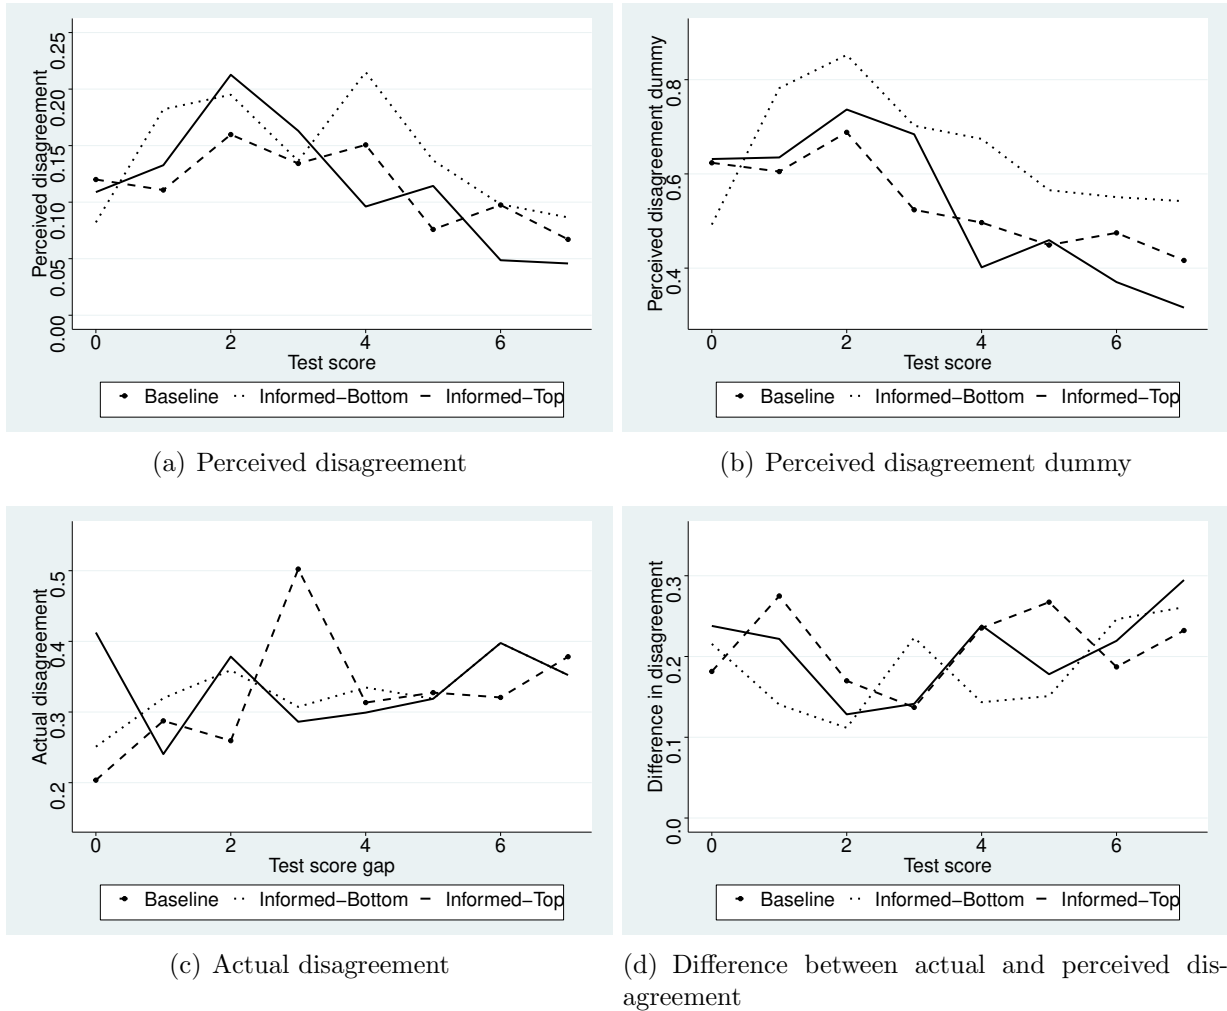 Perceived disagreement
0.00 0.05 0.10 0.15 0.20 0.25
0 2 4 6
Test score
Baseline Informed−Bottom Informed−Top
(a) Perceived disagreement
Perceived disagreement dummy
0.4 0.6 0.8
0 2 4 6
Test score
Baseline Informed−Bottom Informed−Top
(b) Perceived disagreement dummy
Actual disagreement
0.2 0.3 0.4 0.5
0 2 4 6
Test score gap
Baseline Informed−Bottom Informed−Top
(c) Actual disagreement
Difference in disagreement
0.0 0.1 0.2 0.3
0 2 4 6
Test score
Baseline Informed−Bottom Informed−Top
(d) Difference between actual and perceived dis-
agreement